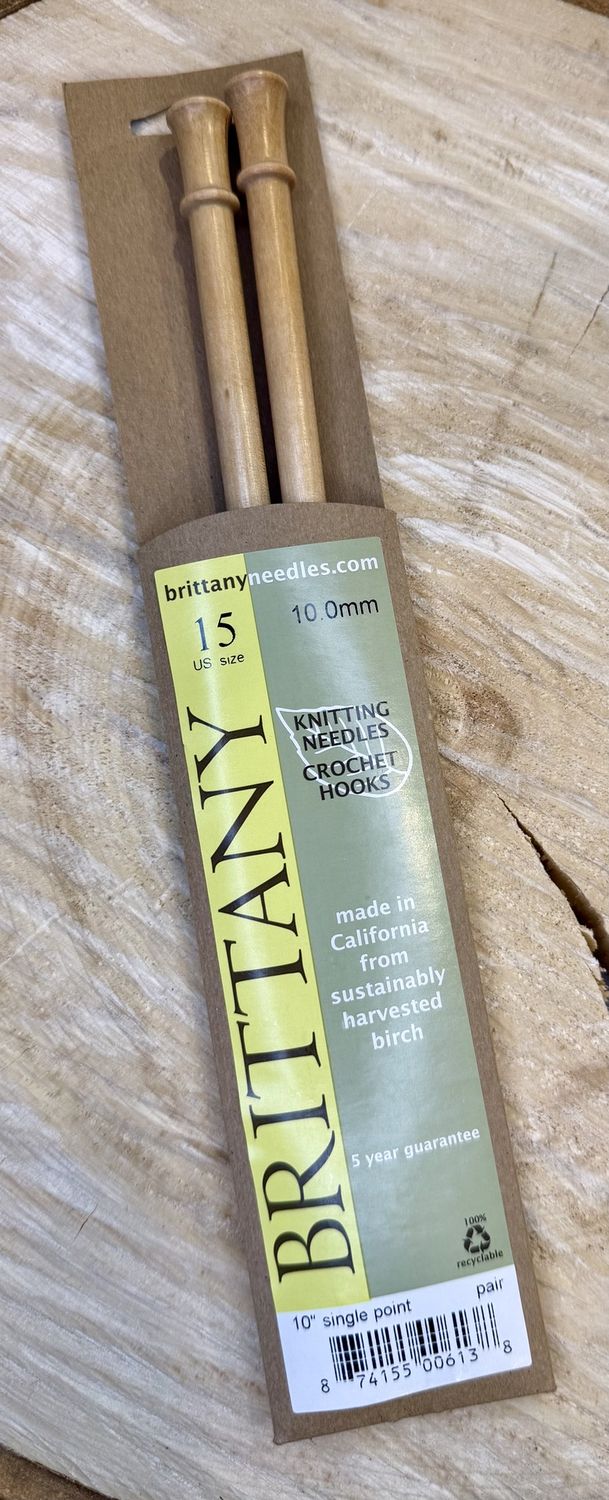 brittanyneedles.com
15
US size
10.0mm
BRITTANY
KNITTING
NEEDLES
CROCHET
HOOKS
made in
California
from
sustainably
harvested
birch
5 year guarantee
100%
recyclable
10" single point
pair
8 74155 00613 8